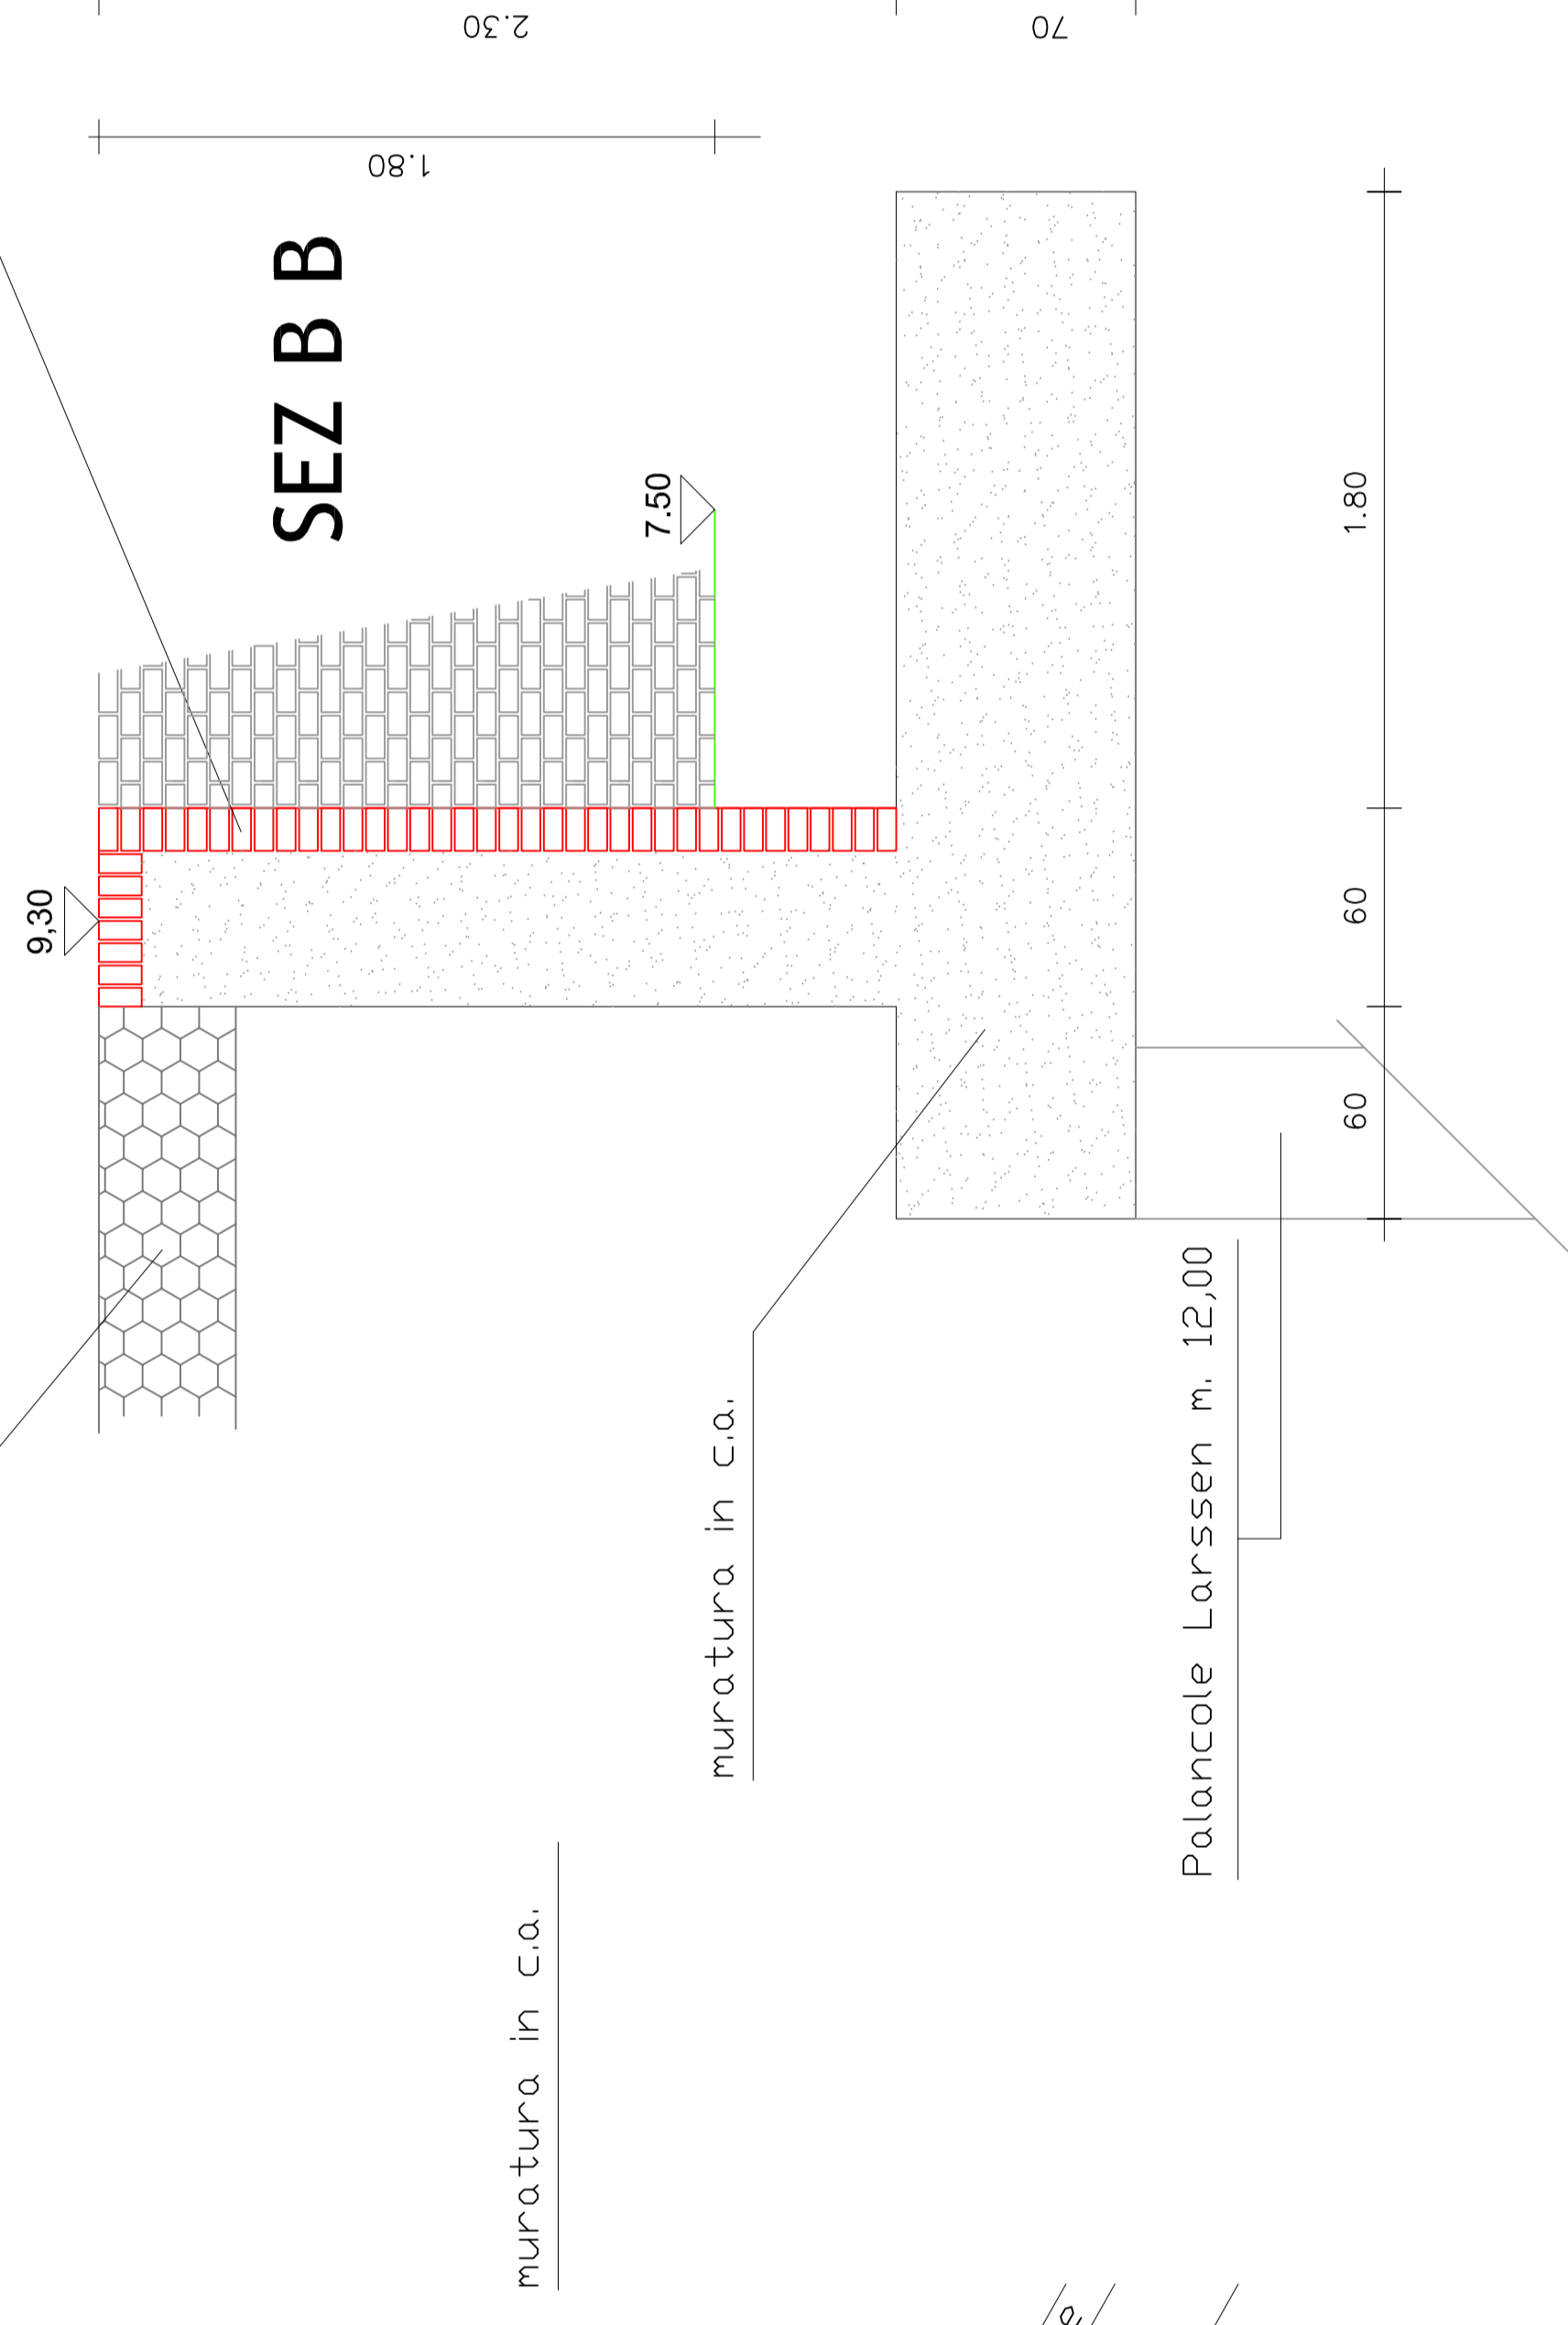 2.30
70
1.80
SEZ B B
7.50
9,30
1.80
60
60
muratura in c.a.
Palancole Larssen m. 12,00
muratura in c.a.